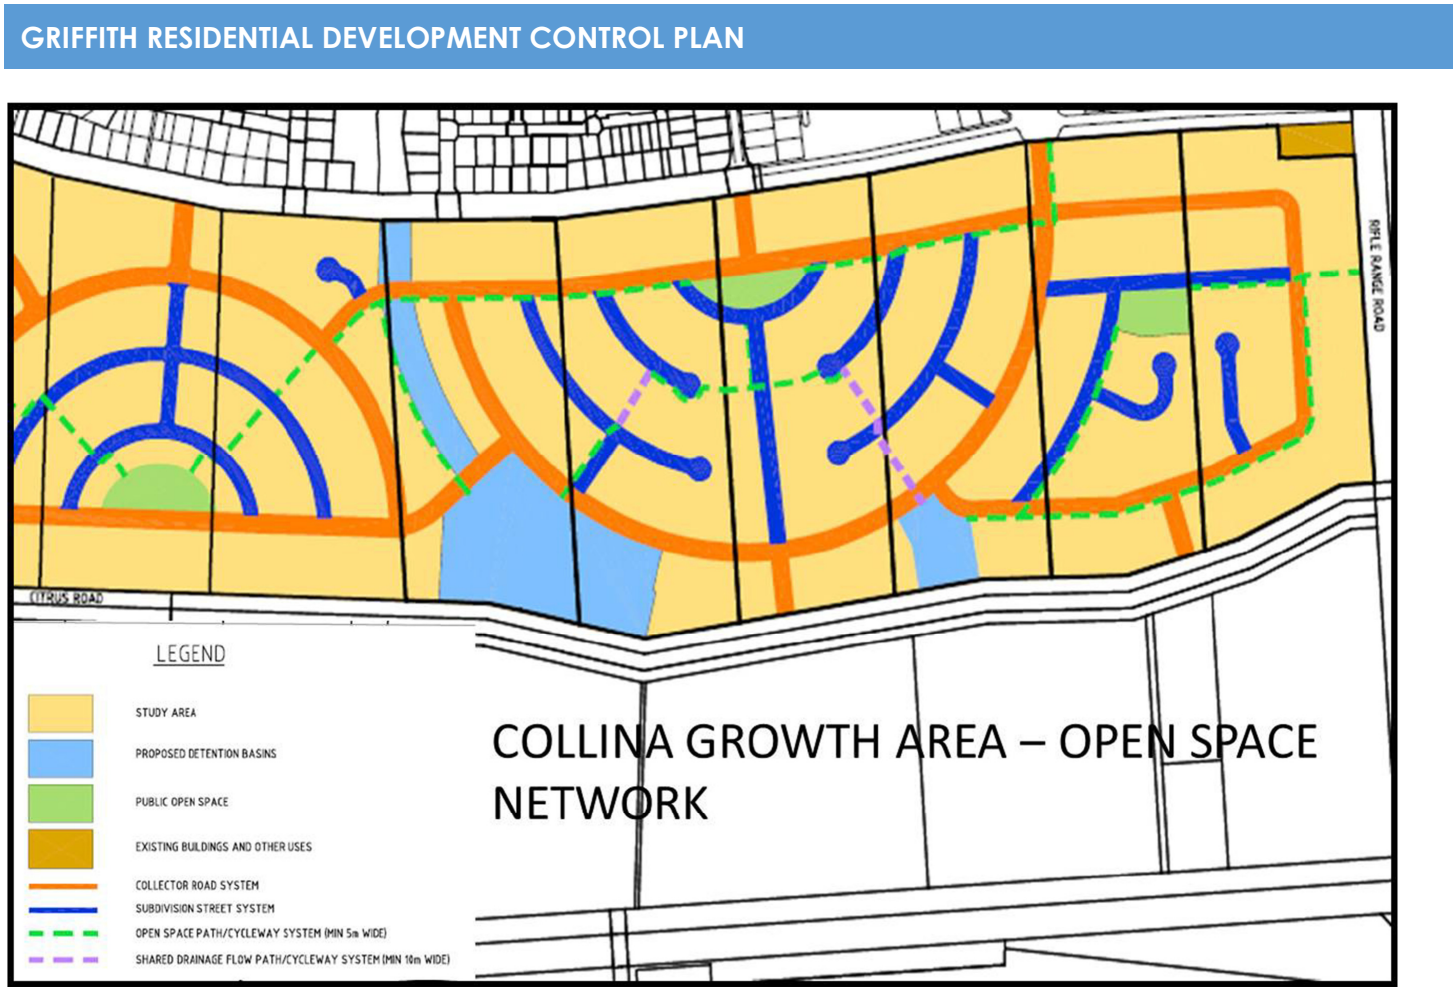 GRIFFITH RESIDENTIAL DEVELOPMENT CONTROL PLAN
RIFLE RANGE ROAD
CITRUS ROAD
LEGEND
STUDY AREA
PROPOSED DETENTION BASINS
PUBLIC OPEN SPACE
EXISTING BUILDINGS AND OTHER USES
COLLECTOR ROAD SYSTEM
SUBDIVISION STREET SYSTEM
OPEN SPACE PATH/CYCLEWAY SYSTEM (MIN 5m WIDE)
SHARED DRAINAGE FLOW PATH/CYCLEWAY SYSTEM (MIN 10m WIDE)
COLLINA GROWTH AREA – OPEN SPACE
NETWORK